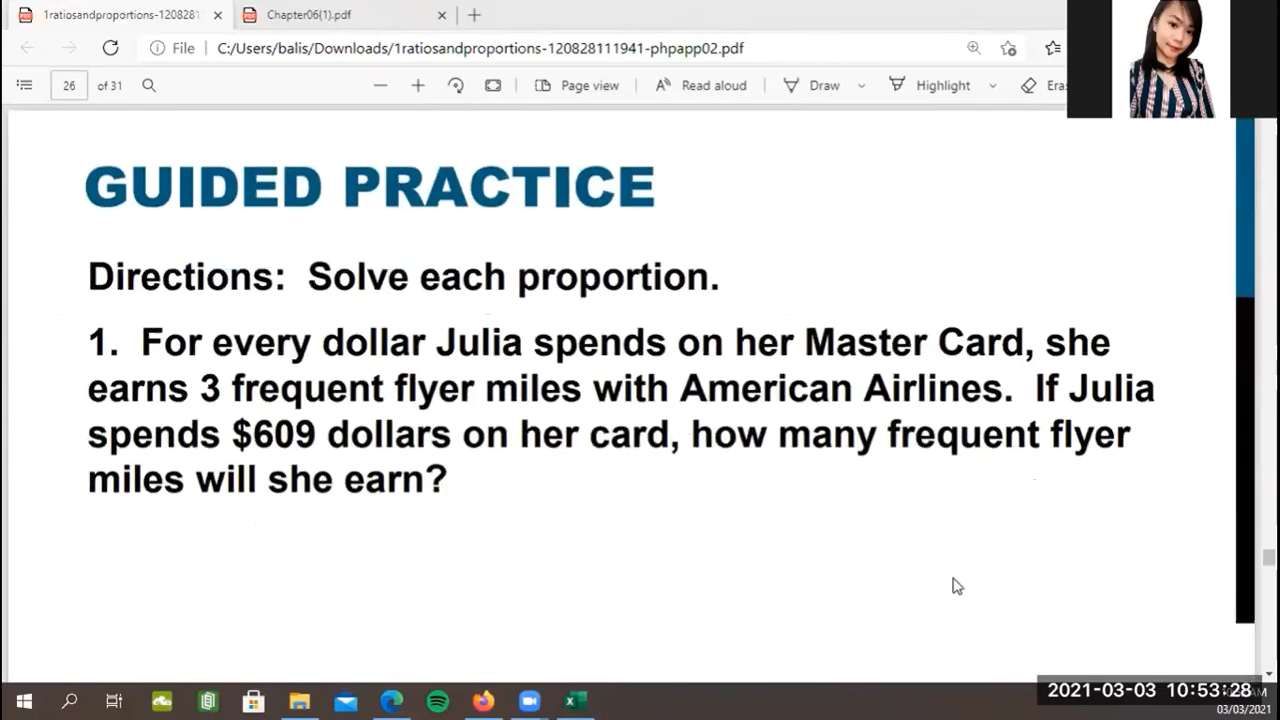 1ratiosandproportions-120828111
Chapter06(1).pdf
File
C:/Users/balis/Downloads/1ratiosandproportions-120828111941-phpapp02.pdf
26 of 31
Page view
Read aloud
Draw
Highlight
GUIDED PRACTICE
Directions: Solve each proportion.
1. For every dollar Julia spends on her Master Card, she
earns 3 frequent flyer miles with American Airlines. If Julia
spends $609 dollars on her card, how many frequent flyer
miles will she earn?
2021-03-03 10:53:28
03/03/2021